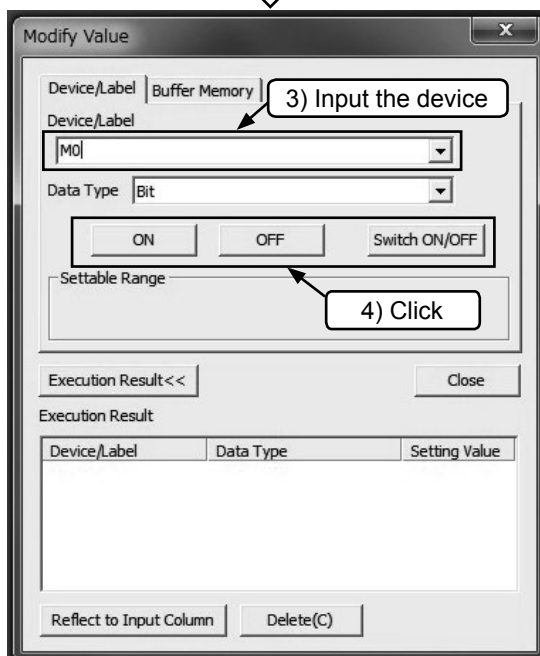 Modify Value
x
Device/Label Buffer Memory
3) Input the device
Device/Label
M0
Data Type Bit
ON OFF Switch ON/OFF
Settable Range
4) Click
Execution Result<< Close
Execution Result
Device/Label Data Type Setting Value
Reflect to Input Column Delete(C)